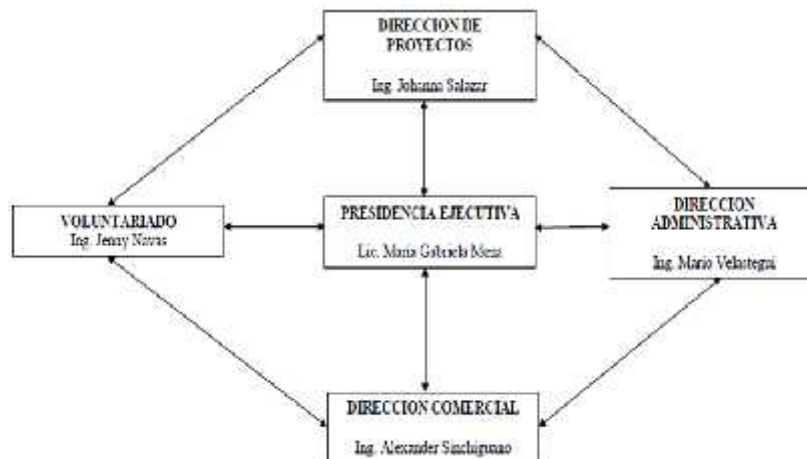 DIRECCION DE
PROYECTOS
Ing. Johanna Salazar
VOLUNTARIADO
Ing. Jenny Navas
PRESIDENCIA EJECUTIVA
Lic. María Gabriela Mena
DIRECCION
ADMINISTRATIVA
Ing. Mario Velastegui
DIRECCION COMERCIAL
Ing. Alexander